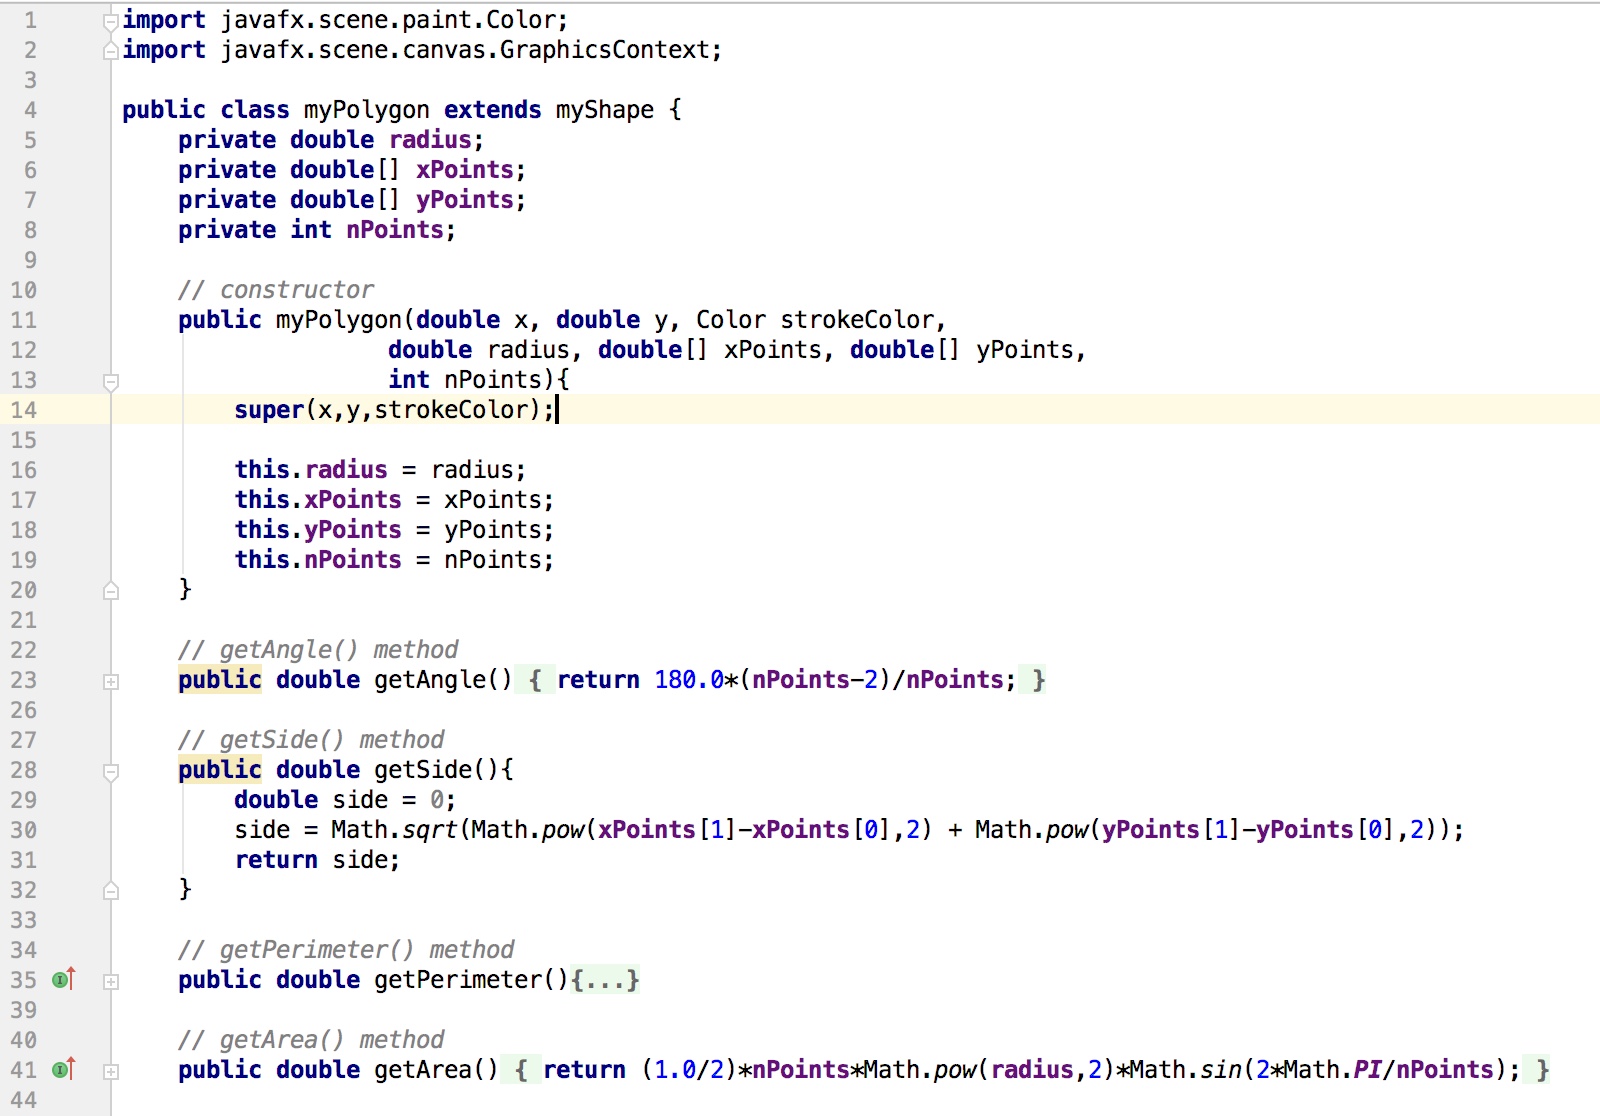 1 import javafx.scene.paint.Color;
2 import javafx.scene.canvas.GraphicsContext;
3
4 public class myPolygon extends myShape {
5     private double radius;
6     private double[] xPoints;
7     private double[] yPoints;
8     private int nPoints;
9
10     // constructor
11     public myPolygon(double x, double y, Color strokeColor,
12                    double radius, double[] xPoints, double[] yPoints,
13                    int nPoints){
14         super(x,y,strokeColor);
15
16         this.radius = radius;
17         this.xPoints = xPoints;
18         this.yPoints = yPoints;
19         this.nPoints = nPoints;
20     }
21
22     // getAngle() method
23     public double getAngle() { return 180.0*(nPoints-2)/nPoints; }
26
27     // getSide() method
28     public double getSide(){
29         double side = 0;
30         side = Math.sqrt(Math.pow(xPoints[1]-xPoints[0],2) + Math.pow(yPoints[1]-yPoints[0],2));
31         return side;
32     }
33
34     // getPerimeter() method
35     public double getPerimeter(){...}
39
40     // getArea() method
41     public double getArea() { return (1.0/2)*nPoints*Math.pow(radius,2)*Math.sin(2*Math.PI/nPoints); }
44